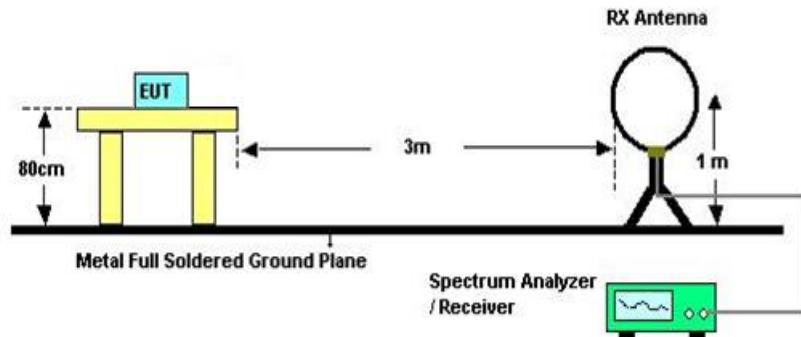 RX Antenna
EUT
3m
80cm
1 m
Metal Full Soldered Ground Plane
Spectrum Analyzer
/ Receiver